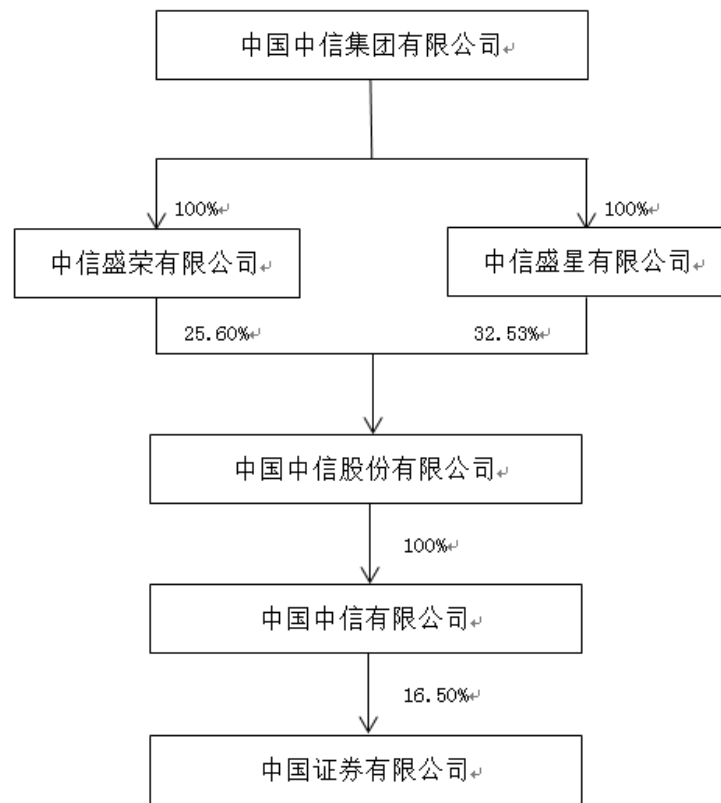 中国中信集团有限公司
100%
100%
中信盛荣有限公司
中信盛星有限公司
25.60%
32.53%
中国中信股份有限公司
100%
中国中信有限公司
16.50%
中国证券有限公司